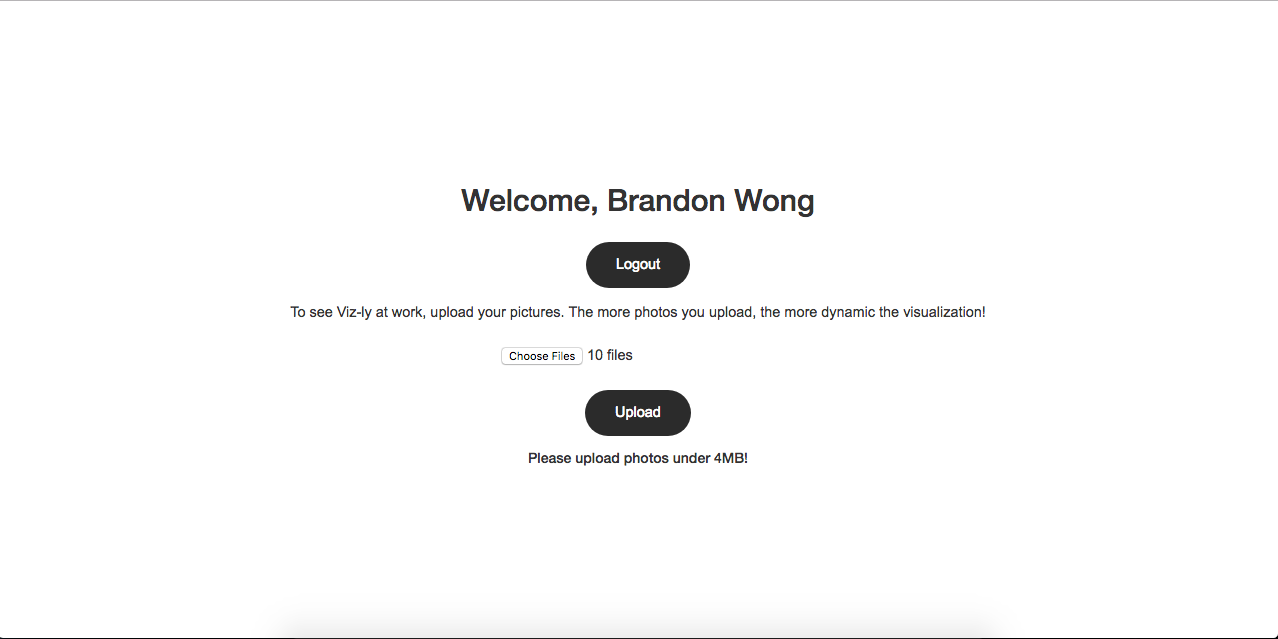 Welcome, Brandon Wong
Logout
To see Viz-ly at work, upload your pictures. The more photos you upload, the more dynamic the visualization!
Choose Files 10 files
Upload
Please upload photos under 4MB!